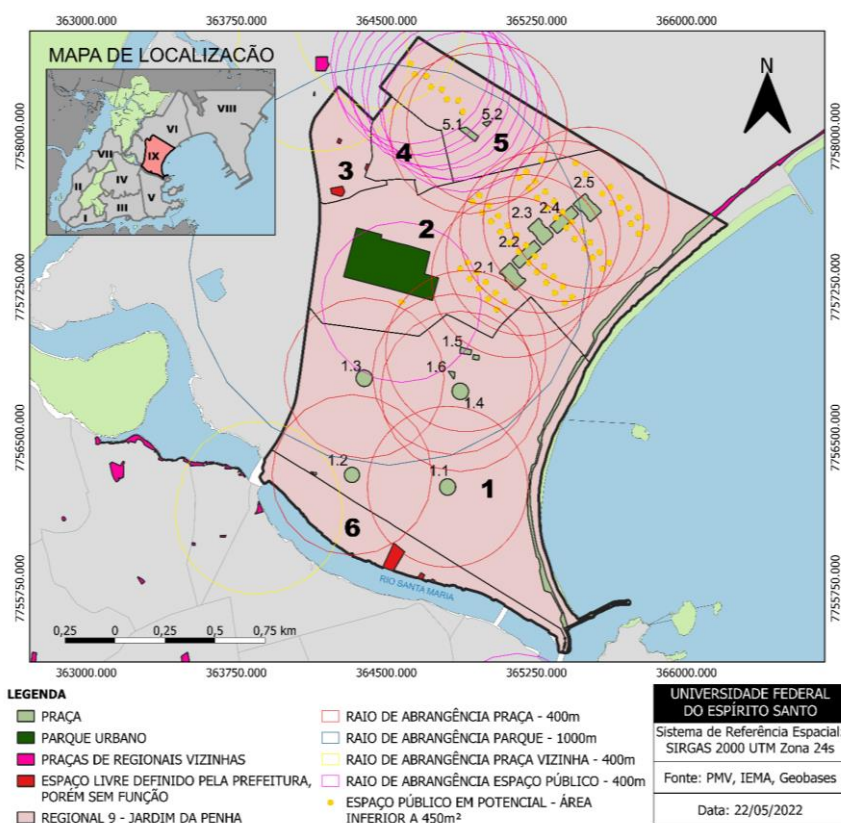 363000.000 363750.000 364500.000 365250.000 366000.000
MAPA DE LOCALIZAÇÃO
N
VIII
VI
VII
IX
II
IV
V
I
III
7758000.000
7758000.000
5.2
5.1
5
4
3
2.5
2.4
2.3
2
2.2
2.1
7757250.000
7757250.000
1.5
1.3
1.6
1.4
7756500.000
7756500.000
1.2
1.1
1
6
RIO SANTA MARIA
7755750.000
7755750.000
0,25 0 0,25 0,5 0,75 km
363000.000 363750.000 364500.000 365250.000 366000.000
LEGENDA
PRAÇA
PARQUE URBANO
PRAÇAS DE REGIONAIS VIZINHAS
ESPAÇO LIVRE DEFINIDO PELA PREFEITURA,
PORÉM SEM FUNÇÃO
REGIONAL 9 - JARDIM DA PENHA
RAIO DE ABRANGÊNCIA PRAÇA - 400m
RAIO DE ABRANGÊNCIA PARQUE - 1000m
RAIO DE ABRANGÊNCIA PRAÇA VIZINHA - 400m
RAIO DE ABRANGÊNCIA ESPAÇO PÚBLICO - 400m
ESPAÇO PÚBLICO EM POTENCIAL - ÁREA
INFERIOR A 450m²
UNIVERSIDADE FEDERAL
DO ESPÍRITO SANTO
Sistema de Referência Espacial:
SIRGAS 2000 UTM Zona 24s
Fonte: PMV, IEMA, Geobases
Data: 22/05/2022